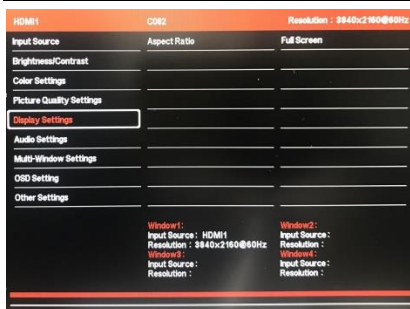 HDMI1 C082 Resolution : 3840x2160@60Hz
Input Source Aspect Ratio Full Screen
Brightness/Contrast
Color Settings
Picture Quality Settings
Display Settings
Audio Settings
Multi-Window Settings
OSD Setting
Other Settings
Window1: Window2:
Input Source : HDMI1 Input Source :
Resolution : 3840x2160@60Hz Resolution :
Window3: Window4:
Input Source : Input Source :
Resolution : Resolution :